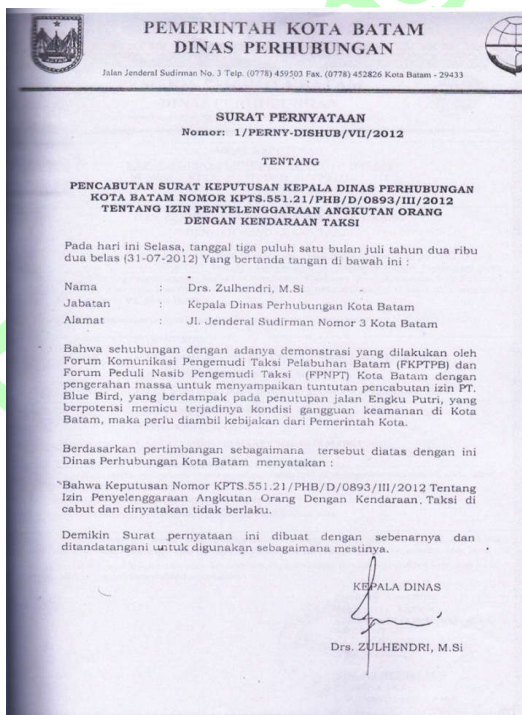 PEMERINTAH KOTA BATAM
DINAS PERHUBUNGAN
Jalan Jenderal Sudirman No. 3 Telp. (0778) 459503 Fax. (0778) 452826 Kota Batam - 29433
SURAT PERNYATAAN
Nomor: 1/PERNY-DISHUB/VII/2012
TENTANG
PENCABUTAN SURAT KEPUTUSAN KEPALA DINAS PERHUBUNGAN
KOTA BATAM NOMOR KPTS.551.21/PHB/D/0893/III/2012
TENTANG IZIN PENYELENGGARAAN ANGKUTAN ORANG
DENGAN KENDARAAN TAKSI
Pada hari ini Selasa, tanggal tiga puluh satu bulan juli tahun dua ribu
dua belas (31-07-2012) Yang bertanda tangan di bawah ini :
Nama : Drs. Zulhendri, M.Si
Jabatan : Kepala Dinas Perhubungan Kota Batam
Alamat : Jl. Jenderal Sudirman Nomor 3 Kota Batam
Bahwa sehubungan dengan adanya demonstrasi yang dilakukan oleh
Forum Komunikasi Pengemudi Taksi Pelabuhan Batam (FKPTPB) dan
Forum Peduli Nasib Pengemudi Taksi (FPNPT) Kota Batam dengan
pengerahan massa untuk menyampaikan tuntutan pencabutan izin PT.
Blue Bird, yang berdampak pada penutupan jalan Engku Putri, yang
berpotensi memicu terjadinya kondisi gangguan keamanan di Kota
Batam, maka perlu diambil kebijakan dari Pemerintah Kota.
Berdasarkan pertimbangan sebagaimana tersebut diatas dengan ini
Dinas Perhubungan Kota Batam menyatakan :
Bahwa Keputusan Nomor KPTS.551.21/PHB/D/0893/III/2012 Tentang
Izin Penyelenggaraan Angkutan Orang Dengan Kendaraan Taksi di
cabut dan dinyatakan tidak berlaku.
Demikin Surat pernyataan ini dibuat dengan sebenarnya dan
ditandatangani untuk digunakan sebagaimana mestinya.
KEPALA DINAS
Drs. ZULHENDRI, M.Si